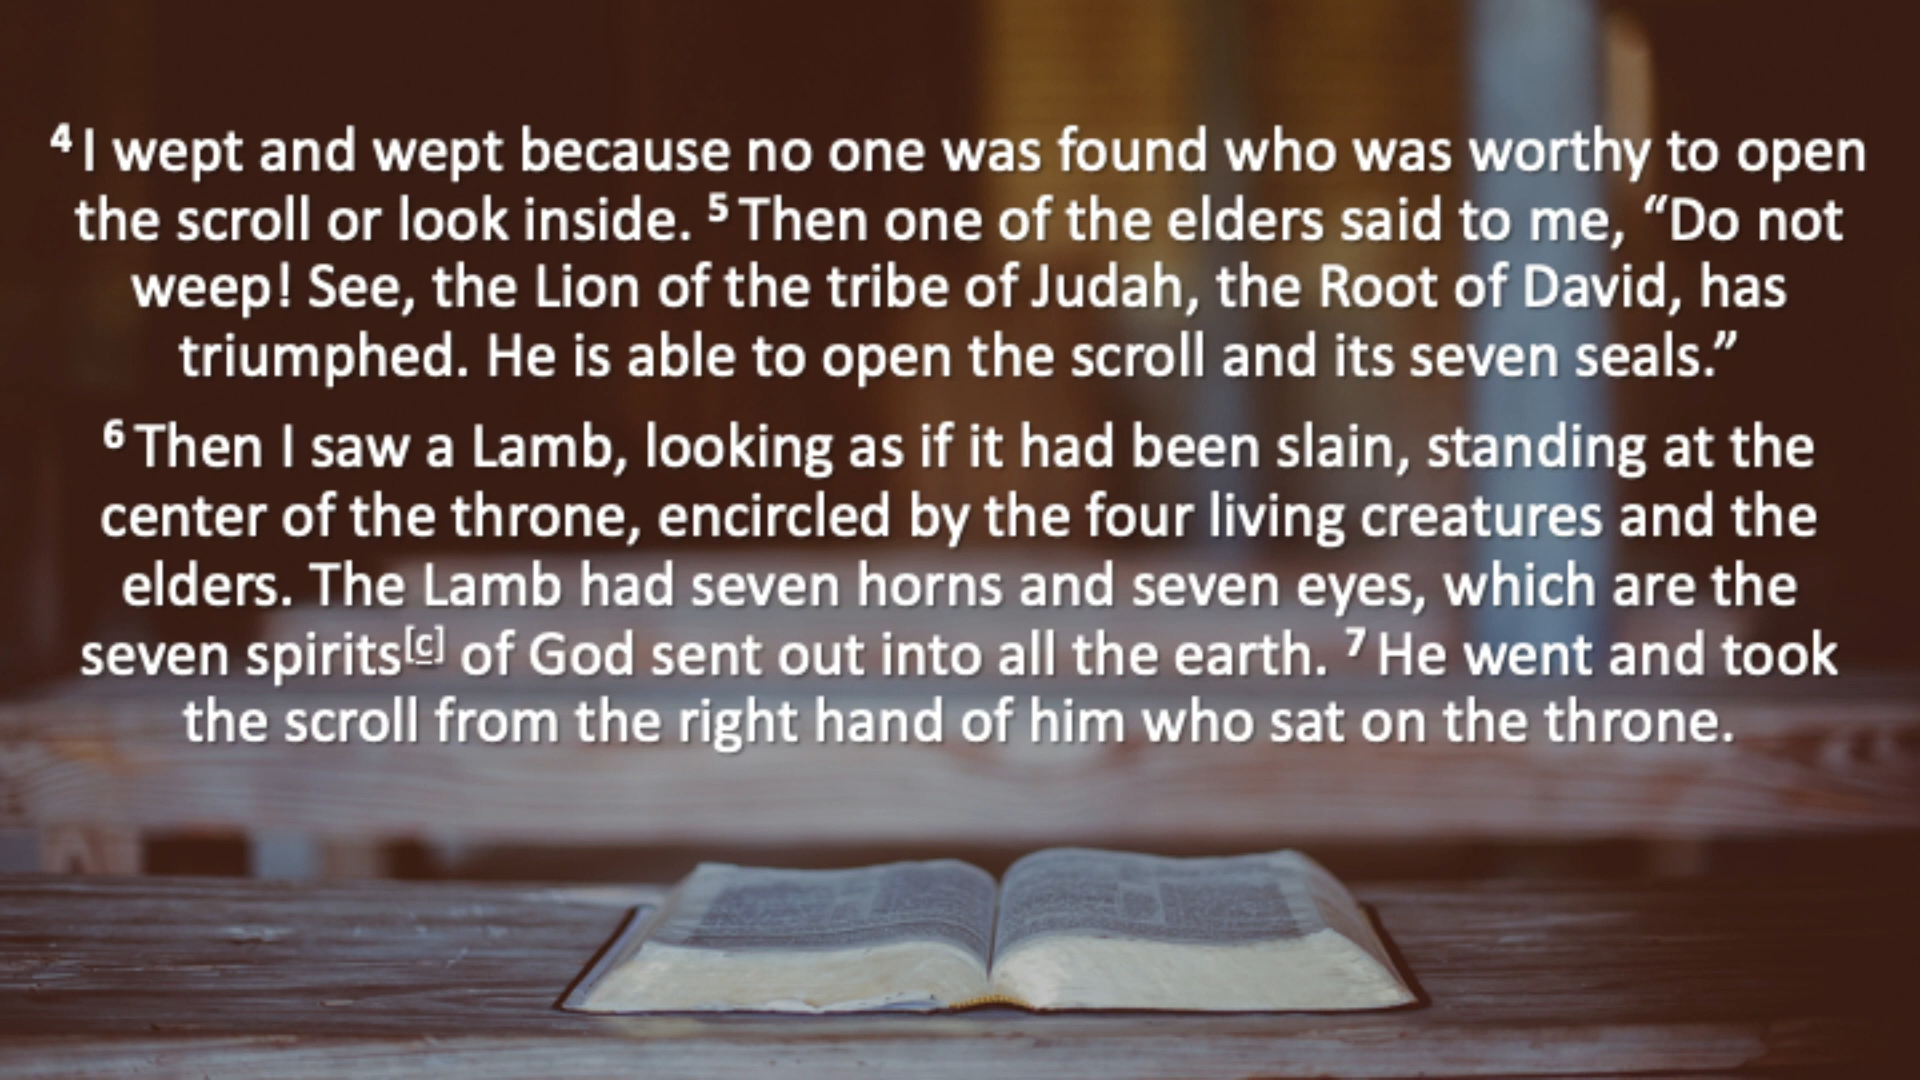 4 I wept and wept because no one was found who was worthy to open
the scroll or look inside. 5 Then one of the elders said to me, “Do not
weep! See, the Lion of the tribe of Judah, the Root of David, has
triumphed. He is able to open the scroll and its seven seals.”
6 Then I saw a Lamb, looking as if it had been slain, standing at the
center of the throne, encircled by the four living creatures and the
elders. The Lamb had seven horns and seven eyes, which are the
seven spirits[c] of God sent out into all the earth. 7 He went and took
the scroll from the right hand of him who sat on the throne.